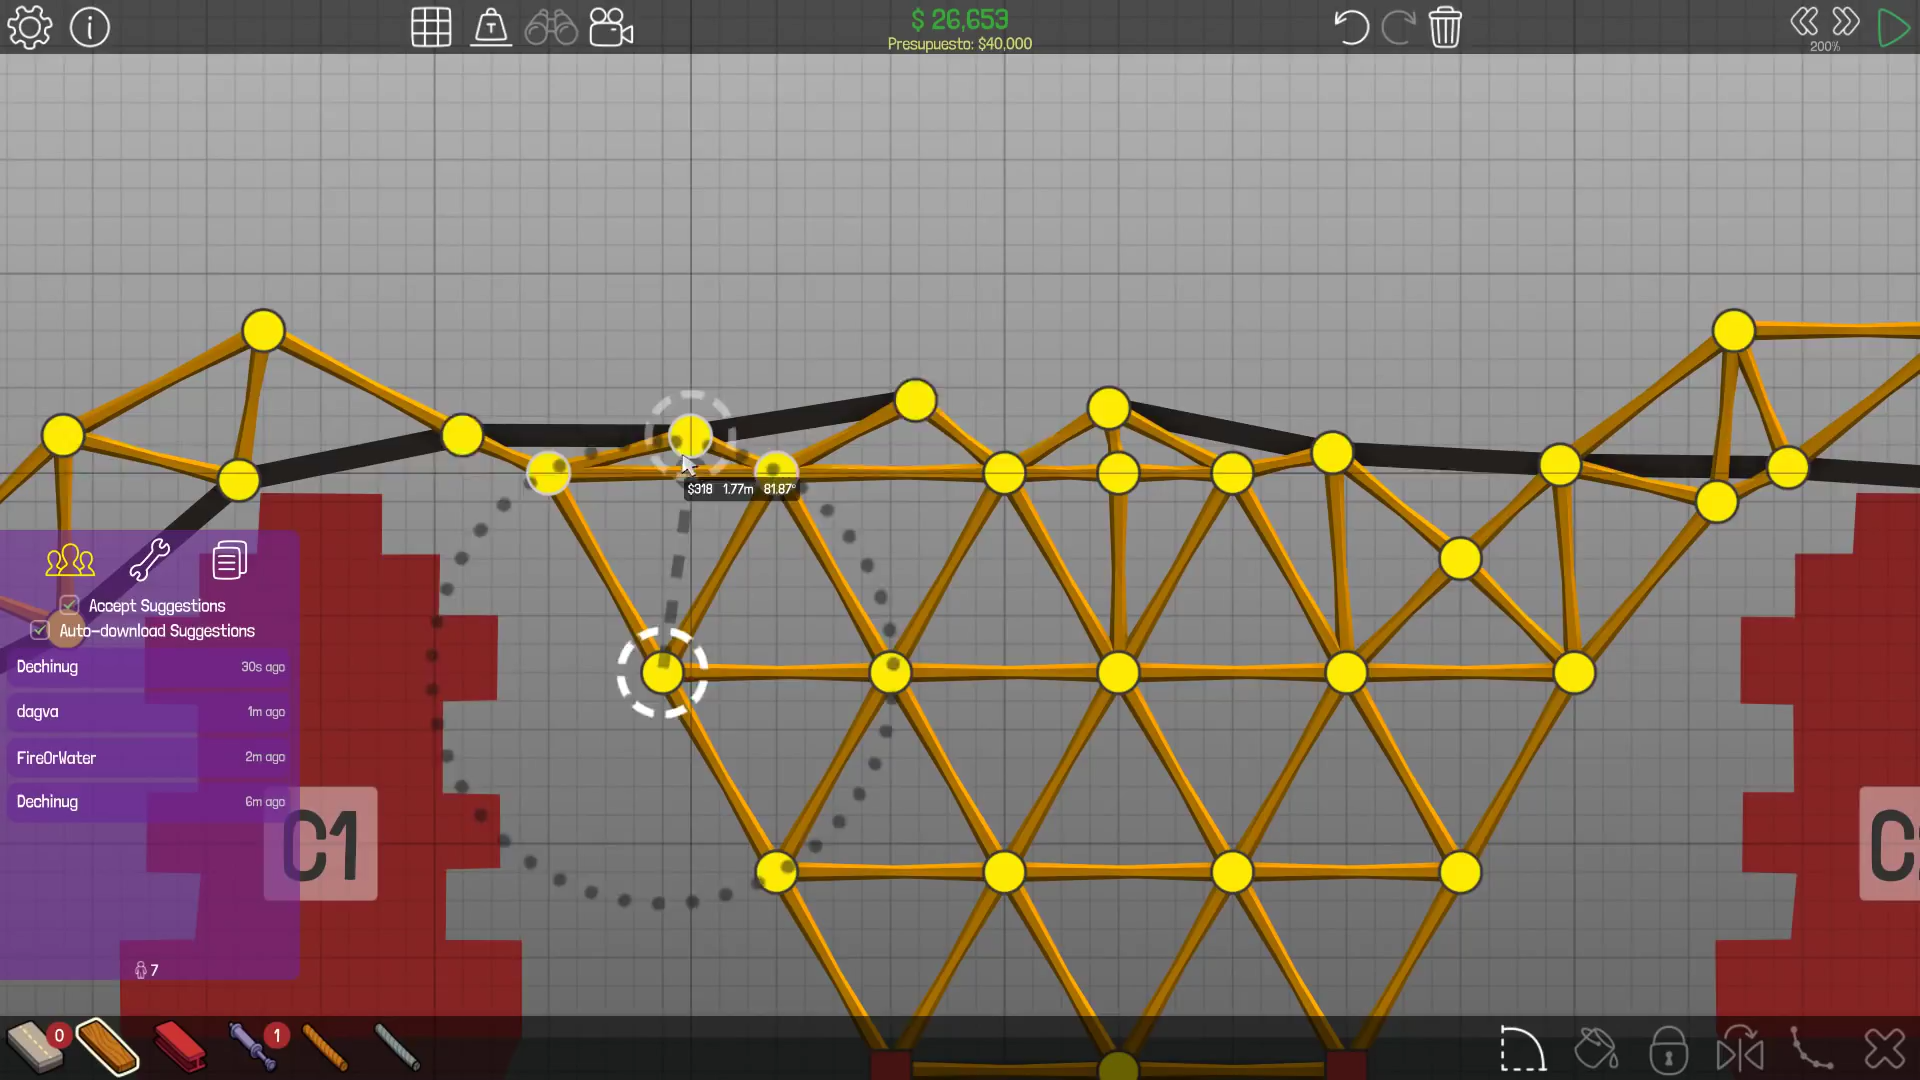 $ 26,653
Presupuesto: $40,000
200%
$318 1.77m 81.87°
Accept Suggestions
Auto-download Suggestions
Dechinug 30s ago
dagva 1m ago
FireOrWater 2m ago
Dechinug 6m ago
C1
7
0
1